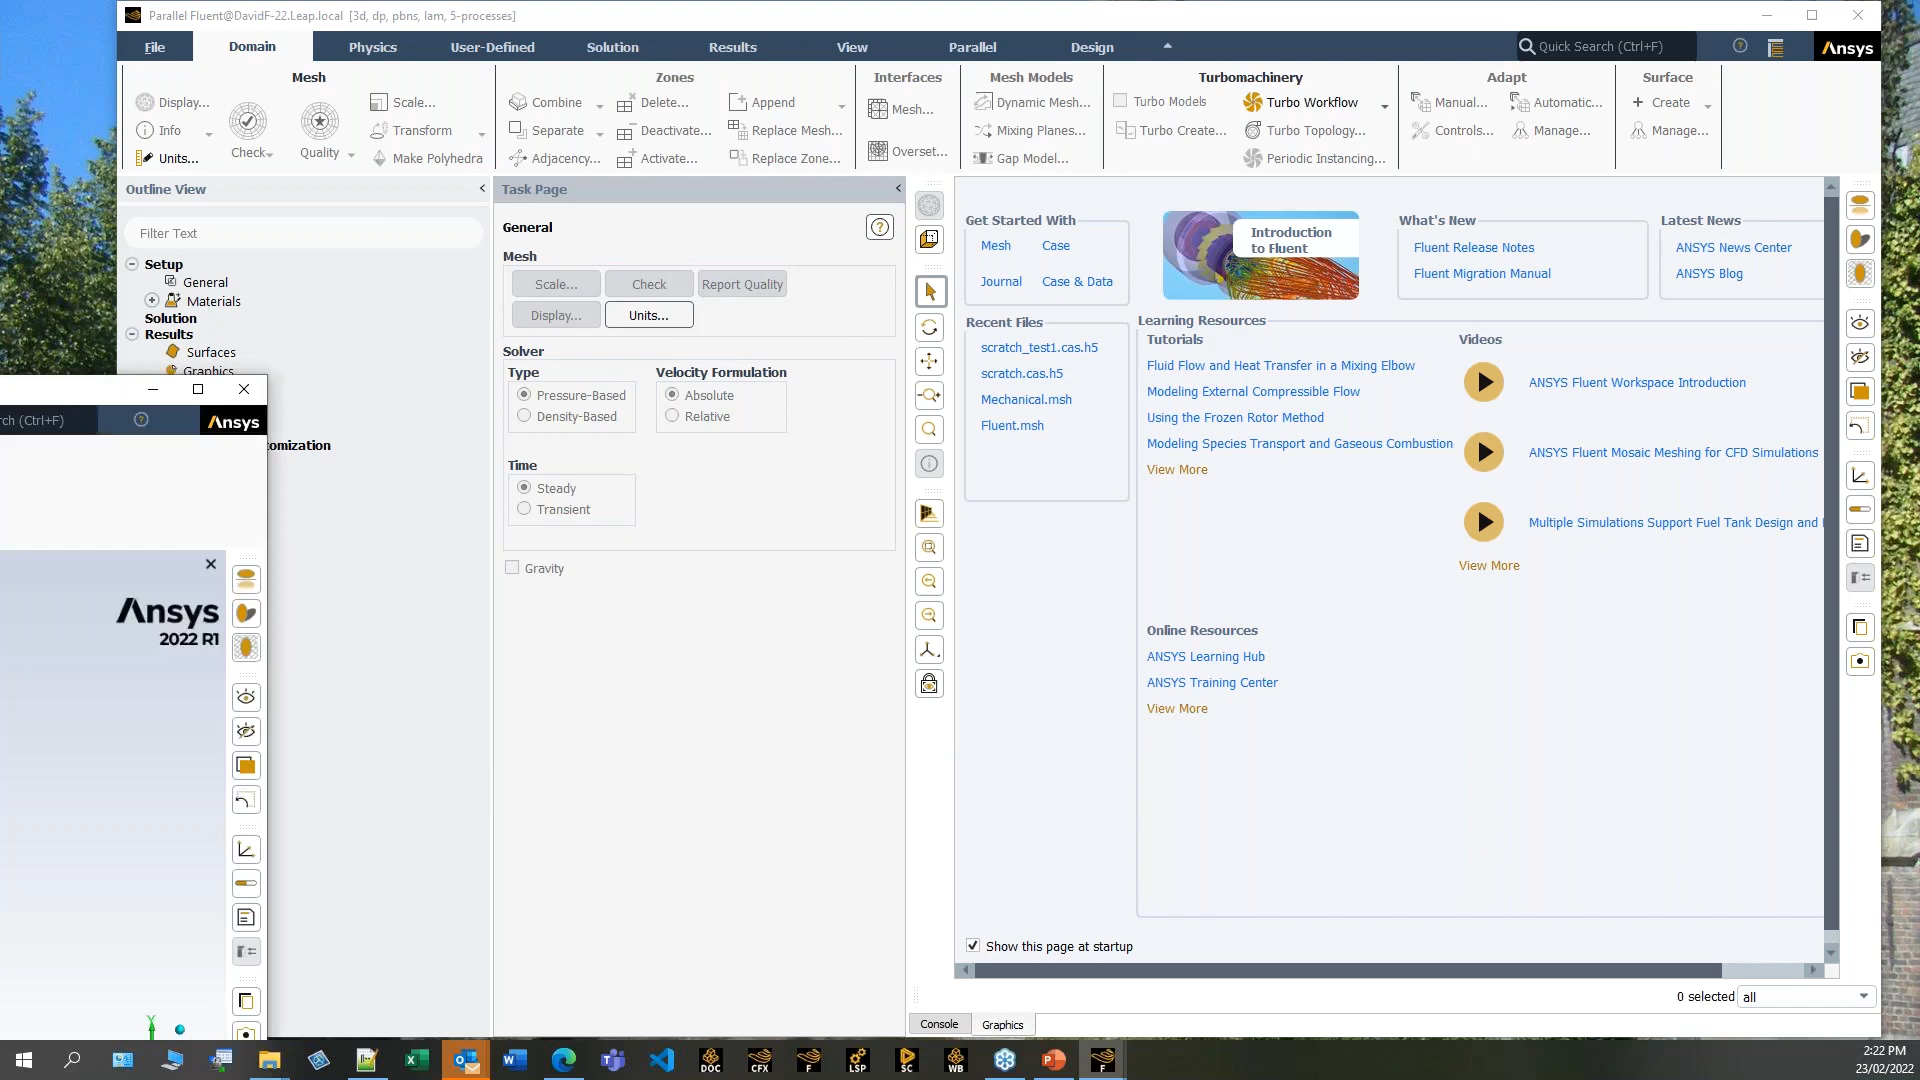 Parallel Fluent@DavidF-22.Leap.local [3d, dp, pbns, lam, 5-processes]
File Domain Physics User-Defined Solution Results View Parallel Design
Quick Search (Ctrl+F)
Ansys
Mesh Zones Interfaces Mesh Models Turbomachinery Adapt Surface
Display...
Info
Units...
Check
Quality
Scale...
Transform
Make Polyhedra
Combine
Separate
Adjacency...
Delete...
Deactivate...
Activate...
Append
Replace Mesh...
Replace Zone...
Mesh...
Overset...
Dynamic Mesh...
Mixing Planes...
Gap Model...
Turbo Models
Turbo Create...
Turbo Workflow
Turbo Topology...
Periodic Instancing...
Manual...
Controls...
Automatic...
Manage...
Create
Manage...
Outline View
Filter Text
Setup
General
Materials
Solution
Results
Surfaces
Graphics
tomization
rch (Ctrl+F)
Ansys
Ansys
2022 R1
Y
Task Page
General
Mesh
Scale... Check Report Quality
Display... Units...
Solver
Type
Pressure-Based
Density-Based
Velocity Formulation
Absolute
Relative
Time
Steady
Transient
Gravity
Get Started With
Mesh Case
Journal Case & Data
Introduction
to Fluent
What's New
Fluent Release Notes
Fluent Migration Manual
Latest News
ANSYS News Center
ANSYS Blog
Recent Files
scratch_test1.cas.h5
scratch.cas.h5
Mechanical.msh
Fluent.msh
Learning Resources
Tutorials
Fluid Flow and Heat Transfer in a Mixing Elbow
Modeling External Compressible Flow
Using the Frozen Rotor Method
Modeling Species Transport and Gaseous Combustion
View More
Videos
ANSYS Fluent Workspace Introduction
ANSYS Fluent Mosaic Meshing for CFD Simulations
Multiple Simulations Support Fuel Tank Design and
View More
Online Resources
ANSYS Learning Hub
ANSYS Training Center
View More
Show this page at startup
0 selected all
Console Graphics
DOC CFX F LSP SC WB F
2:22 PM
23/02/2022